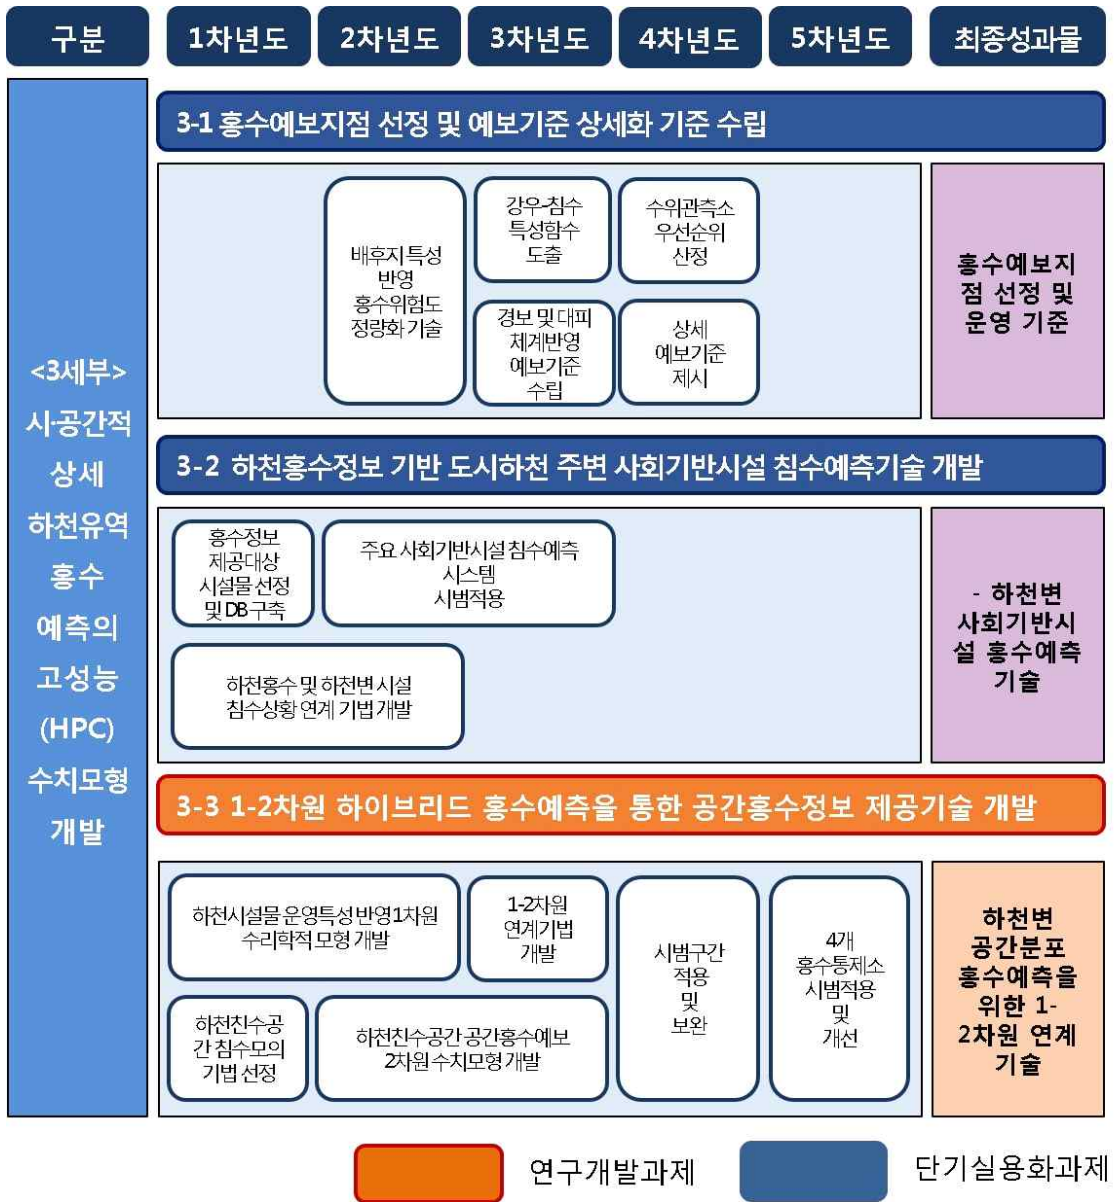 구분
1차년도
2차년도
3차년도
4차년도
5차년도
최종성과물
<3세부>
시·공간적
상세
하천유역
홍수
예측의
고성능
(HPC)
수치모형
개발
3-1 홍수예보지점 선정 및 예보기준 상세화 기준 수립
배후지 특성
반영
홍수위험도
정량화 기술
강우-침수
특성함수
도출
경보 및 대피
체계반영
예보기준
수립
수위관측소
우선순위
산정
상세
예보기준
제시
홍수예보지
점 선정 및
운영 기준
3-2 하천홍수정보 기반 도시하천 주변 사회기반시설 침수예측기술 개발
홍수정보
제공대상
시설물 선정
및 DB 구축
주요 사회기반시설 침수예측
시스템
시범적용
하천홍수 및 하천변 시설
침수상황 연계 기법 개발
- 하천변
사회기반시
설 홍수예측
기술
3-3 1-2차원 하이브리드 홍수예측을 통한 공간홍수정보 제공기술 개발
하천시설물 운영특성 반영 1차원
수리학적 모형 개발
1-2차원
연계기법
개발
하천친수공
간 침수모의
기법 선정
하천친수공간 공간홍수예보
2차원 수치모형 개발
시범구간
적용
및
보완
4개
홍수통제소
시범적용
및
개선
하천변
공간분포
홍수예측을
위한 1-
2차원 연계
기술
연구개발과제
단기실용화과제